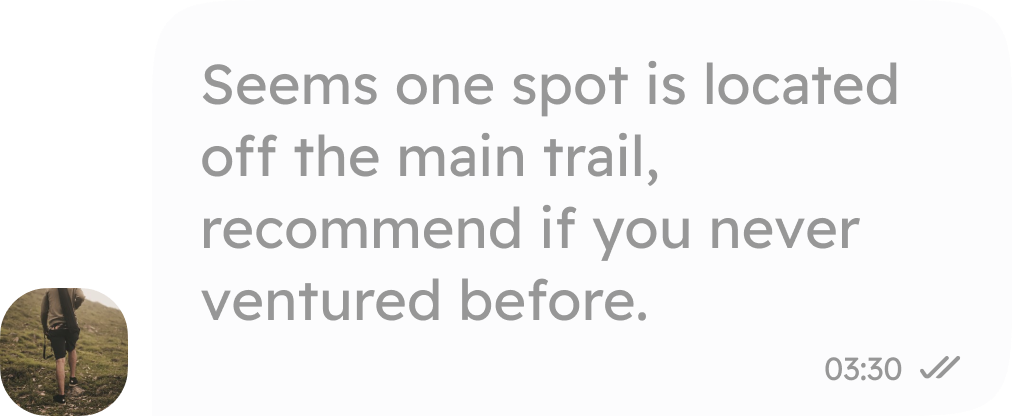 Seems one spot is located
off the main trail,
recommend if you never
ventured before.
03:30